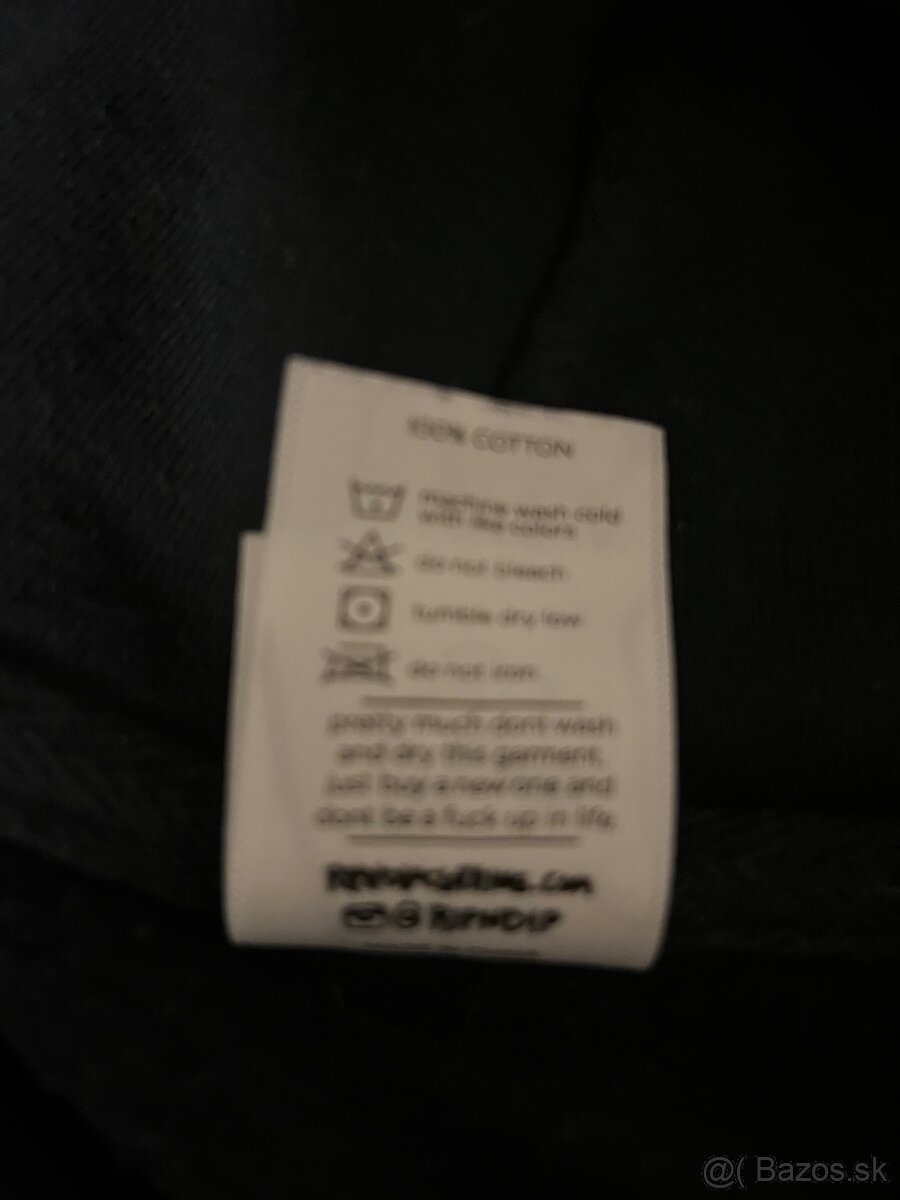 100% COTTON
machine wash cold
with like colors
do not bleach
tumble dry low
do not iron
pretty much dont wash
and dry this garment,
just buy a new one and
dont be a fuck up in life
RIPNDIP
@( Bazos.sk